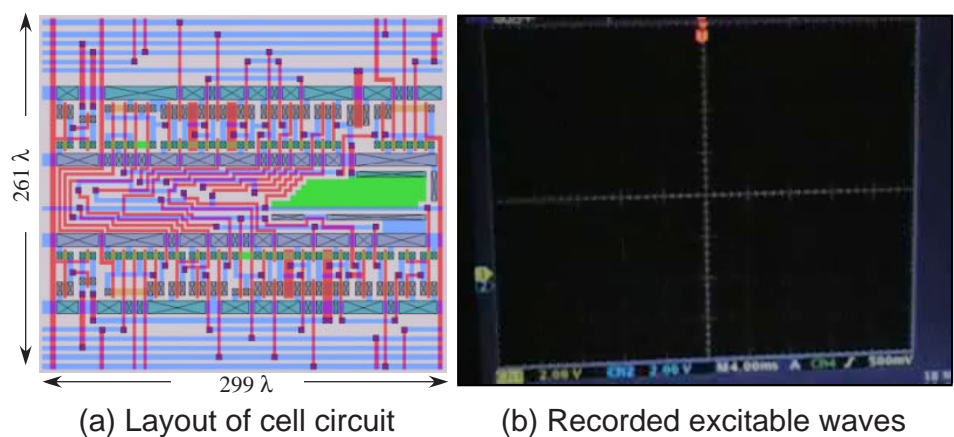 261 λ
299 λ
2.00 V Ch2 2.00 V M4.00ms A Ch4 500mV
(a) Layout of cell circuit
(b) Recorded excitable waves